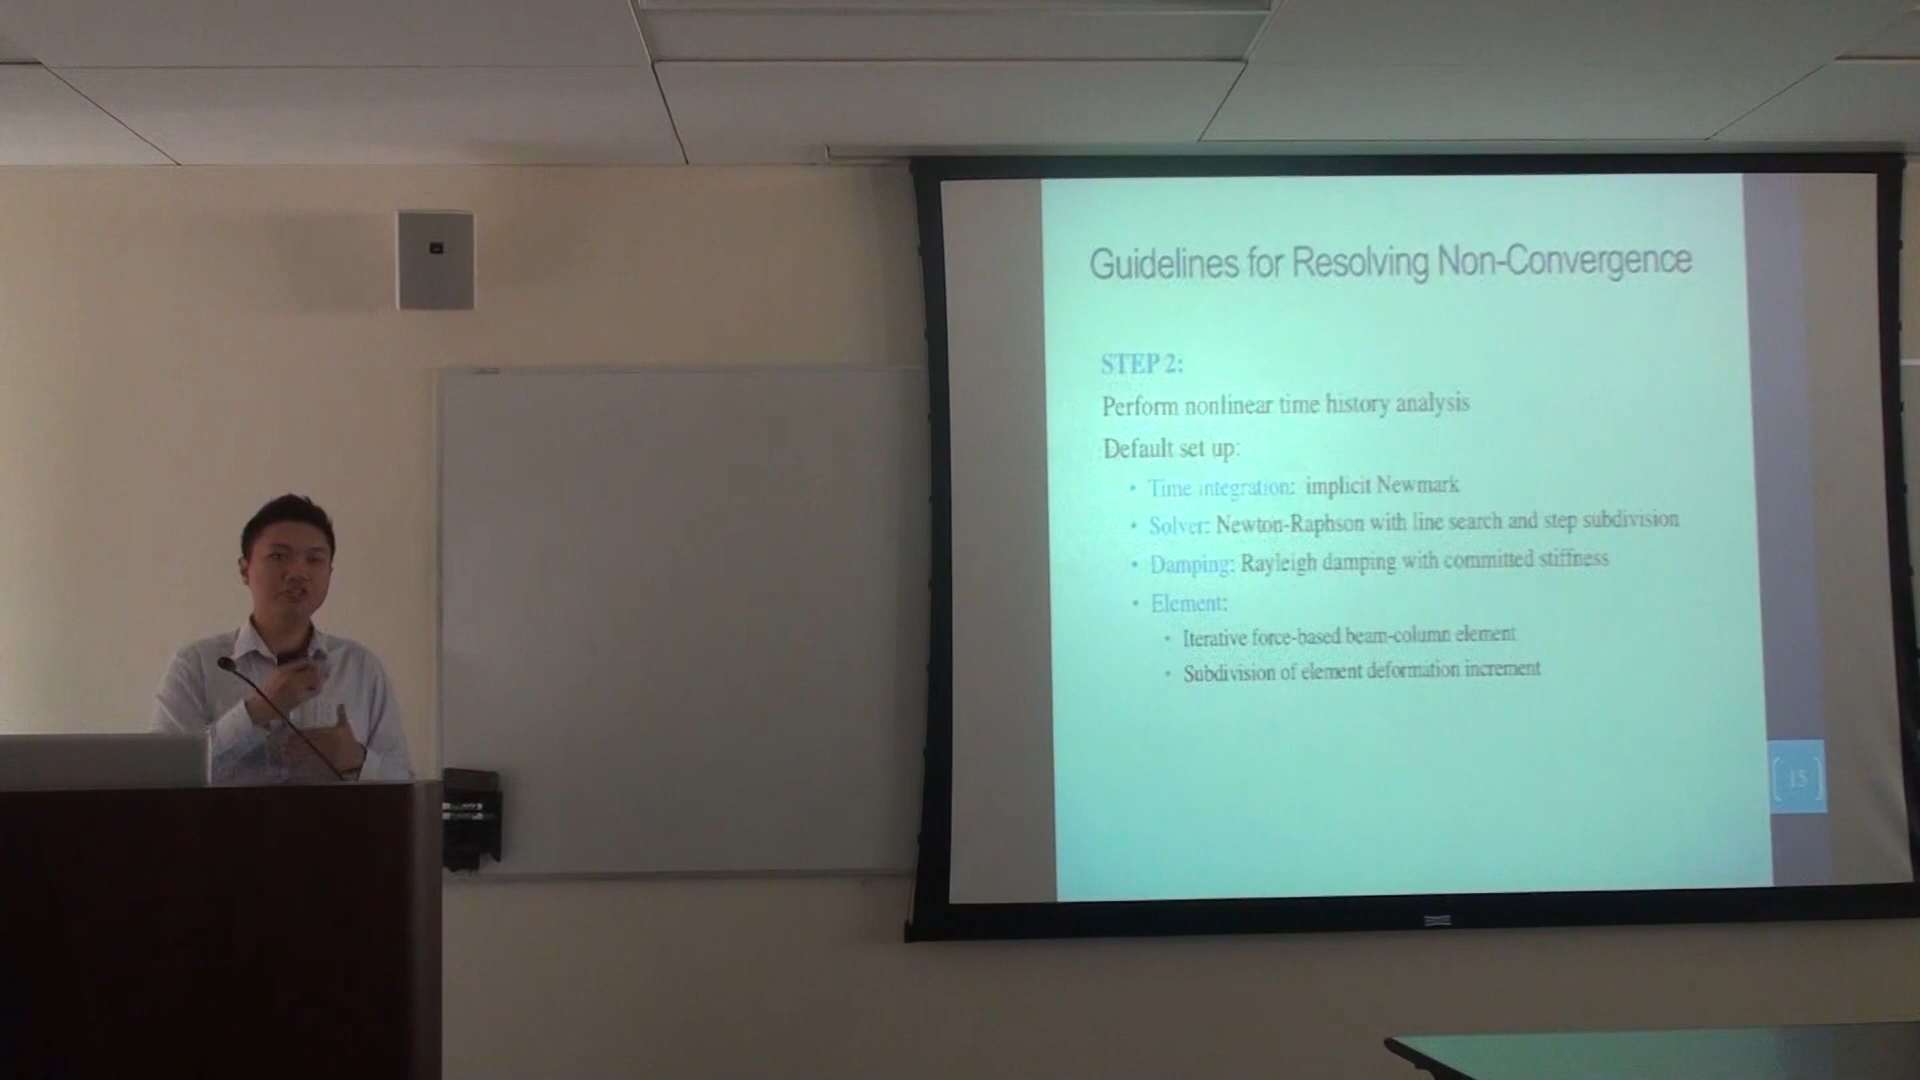 Guidelines for Resolving Non-Convergence
STEP 2:
Perform nonlinear time history analysis
Default set up:
• Time integration: implicit Newmark
• Solver: Newton-Raphson with line search and step subdivision
• Damping: Rayleigh damping with committed stiffness
• Element:
• Iterative force-based beam-column element
• Subdivision of element deformation increment
[ 15 ]